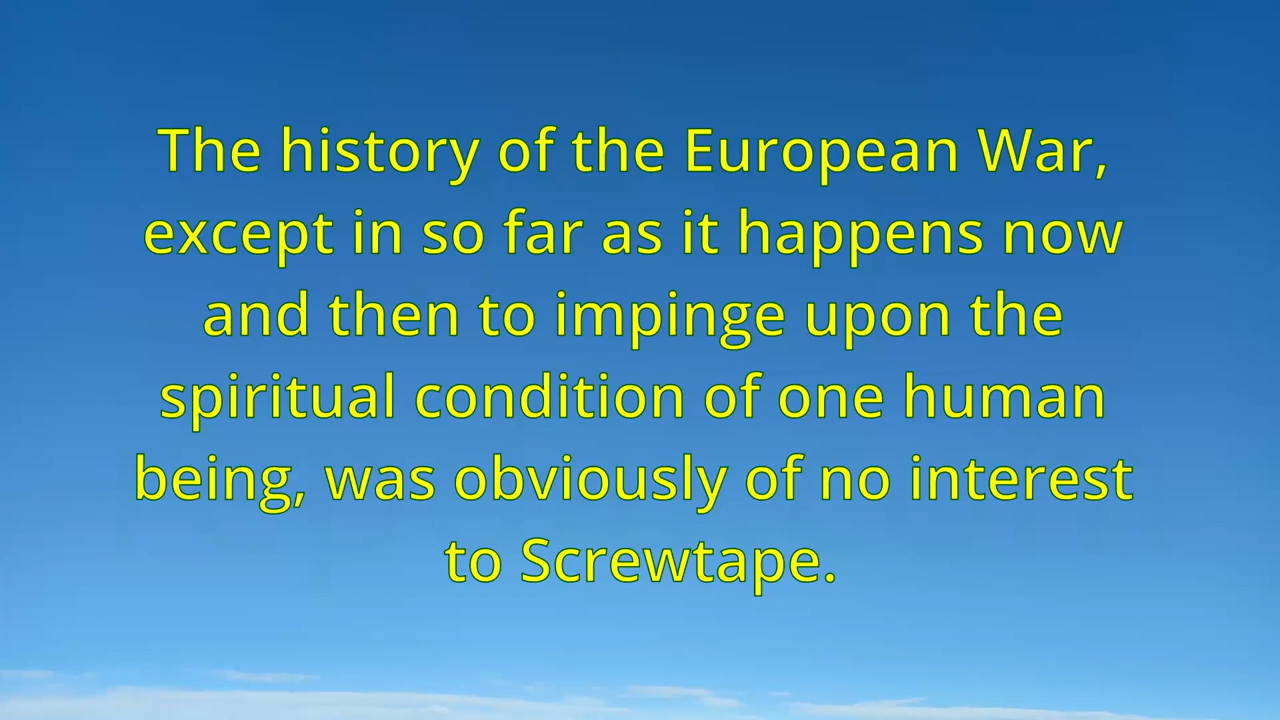 The history of the European War,
except in so far as it happens now
and then to impinge upon the
spiritual condition of one human
being, was obviously of no interest
to Screwtape.